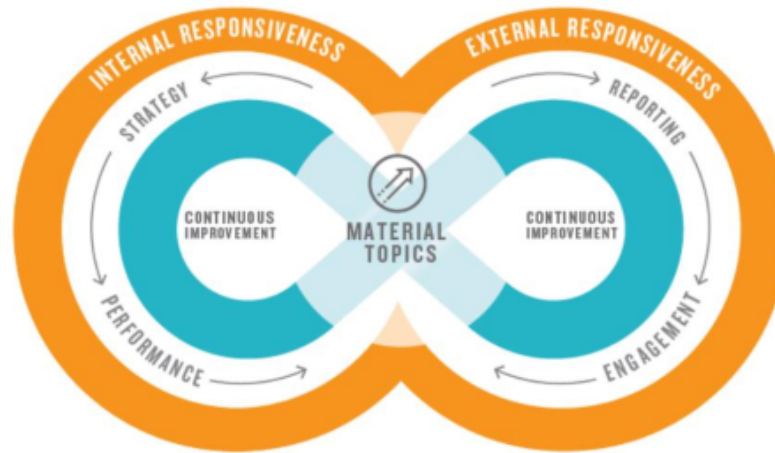 INTERNAL RESPONSIVENESS
EXTERNAL RESPONSIVENESS
STRATEGY
REPORTING
CONTINUOUS
IMPROVEMENT
MATERIAL
TOPICS
CONTINUOUS
IMPROVEMENT
PERFORMANCE
ENGAGEMENT